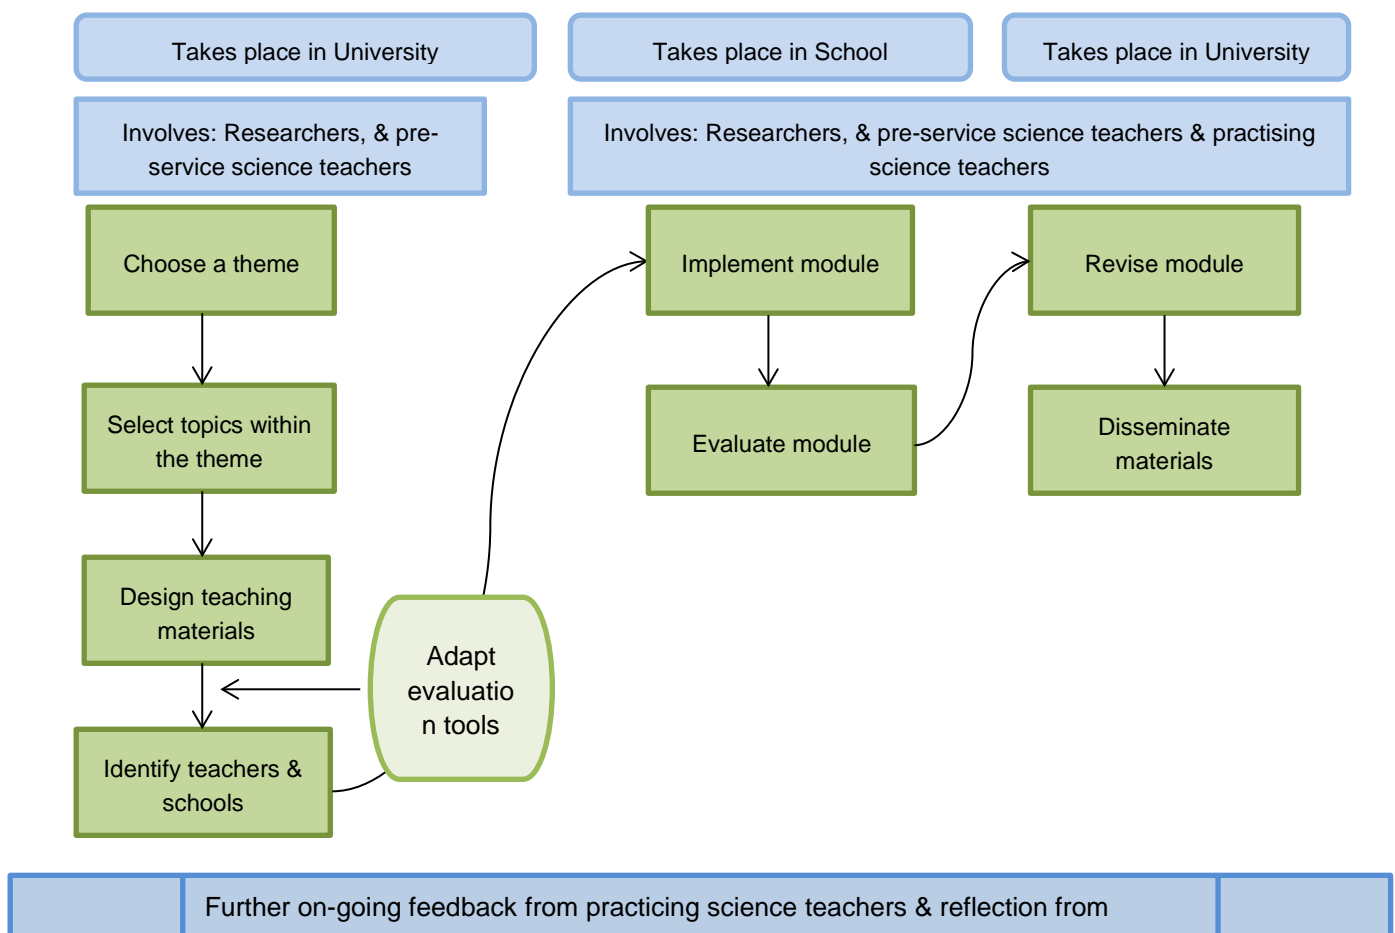 Takes place in University
Takes place in School
Takes place in University
Involves: Researchers, & pre-
service science teachers
Involves: Researchers, & pre-service science teachers & practising
science teachers
Choose a theme
Select topics within
the theme
Design teaching
materials
Identify teachers &
schools
Adapt
evaluatio
n tools
Implement module
Evaluate module
Revise module
Disseminate
materials
Further on-going feedback from practicing science teachers & reflection from